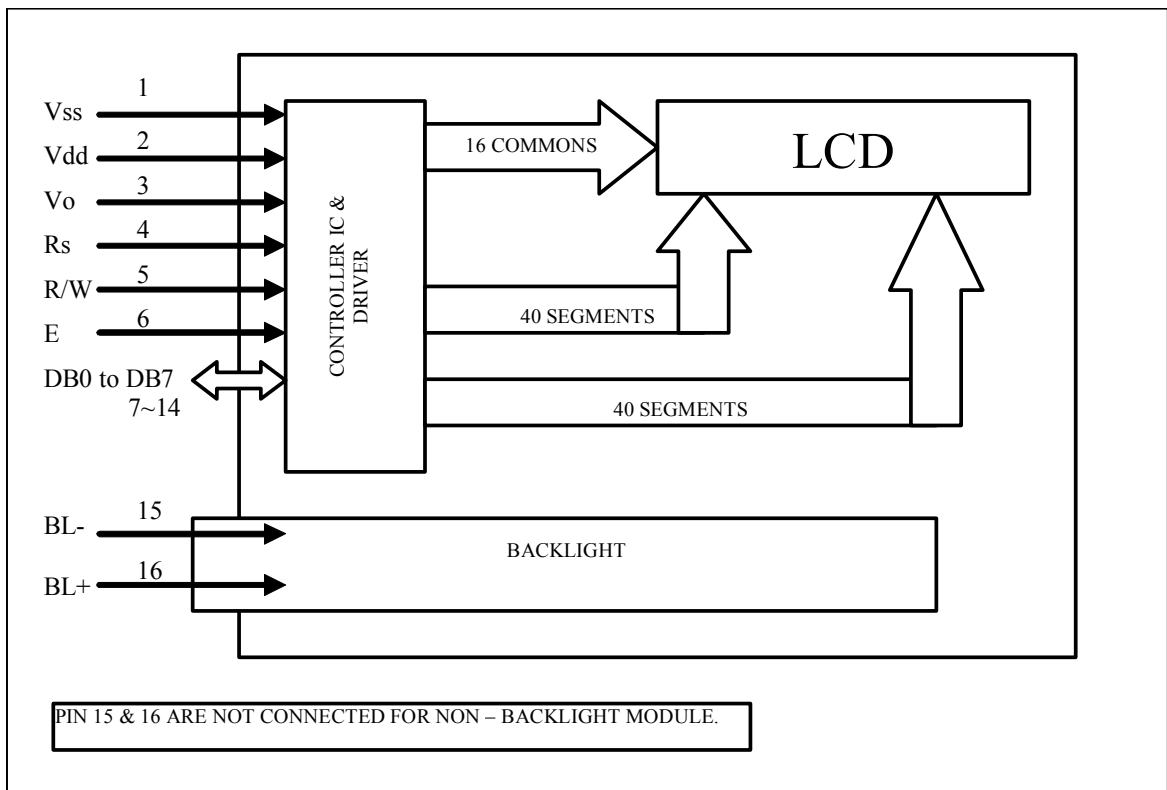 1
Vss
2
Vdd
3
Vo
4
Rs
5
R/W
6
E
DB0 to DB7
7~14
CONTROLLER IC &
DRIVER
16 COMMONS
LCD
40 SEGMENTS
40 SEGMENTS
15
BL-
16
BL+
BACKLIGHT
PIN 15 & 16 ARE NOT CONNECTED FOR NON – BACKLIGHT MODULE.